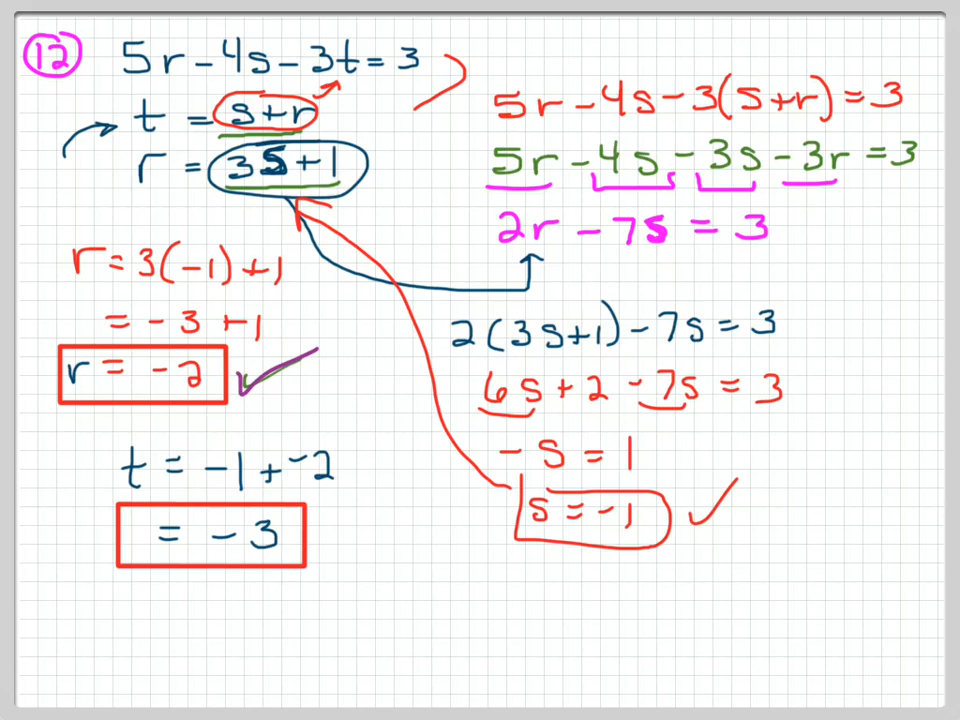 12 5r - 4s - 3t = 3
t = s+r
r = 3s+1
r = 3(-1) + 1
= -3 + 1
r = -2 ✓
t = -1 + -2
= -3
5r - 4s - 3(s+r) = 3
5r - 4s - 3s - 3r = 3
2r - 7s = 3
2(3s+1) - 7s = 3
6s + 2 - 7s = 3
-s = 1
s = -1 ✓